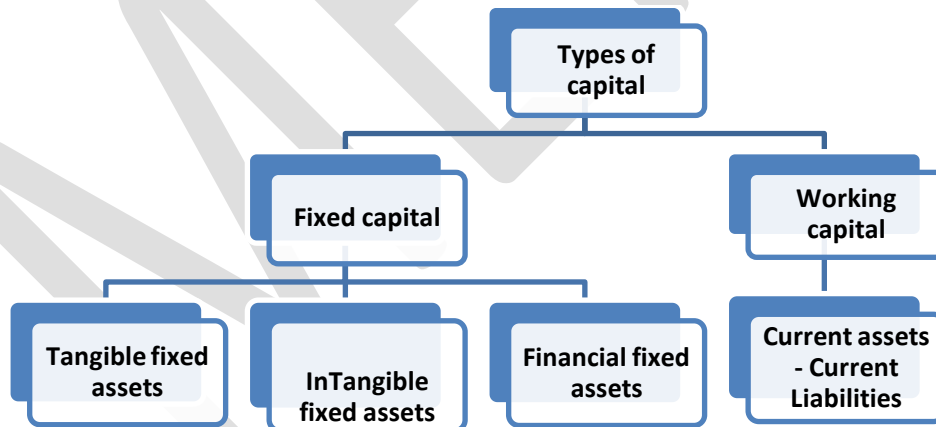 Types of
capital
Fixed capital
Working
capital
Tangible fixed
assets
InTangible
fixed assets
Financial fixed
assets
Current assets
- Current
Liabilities